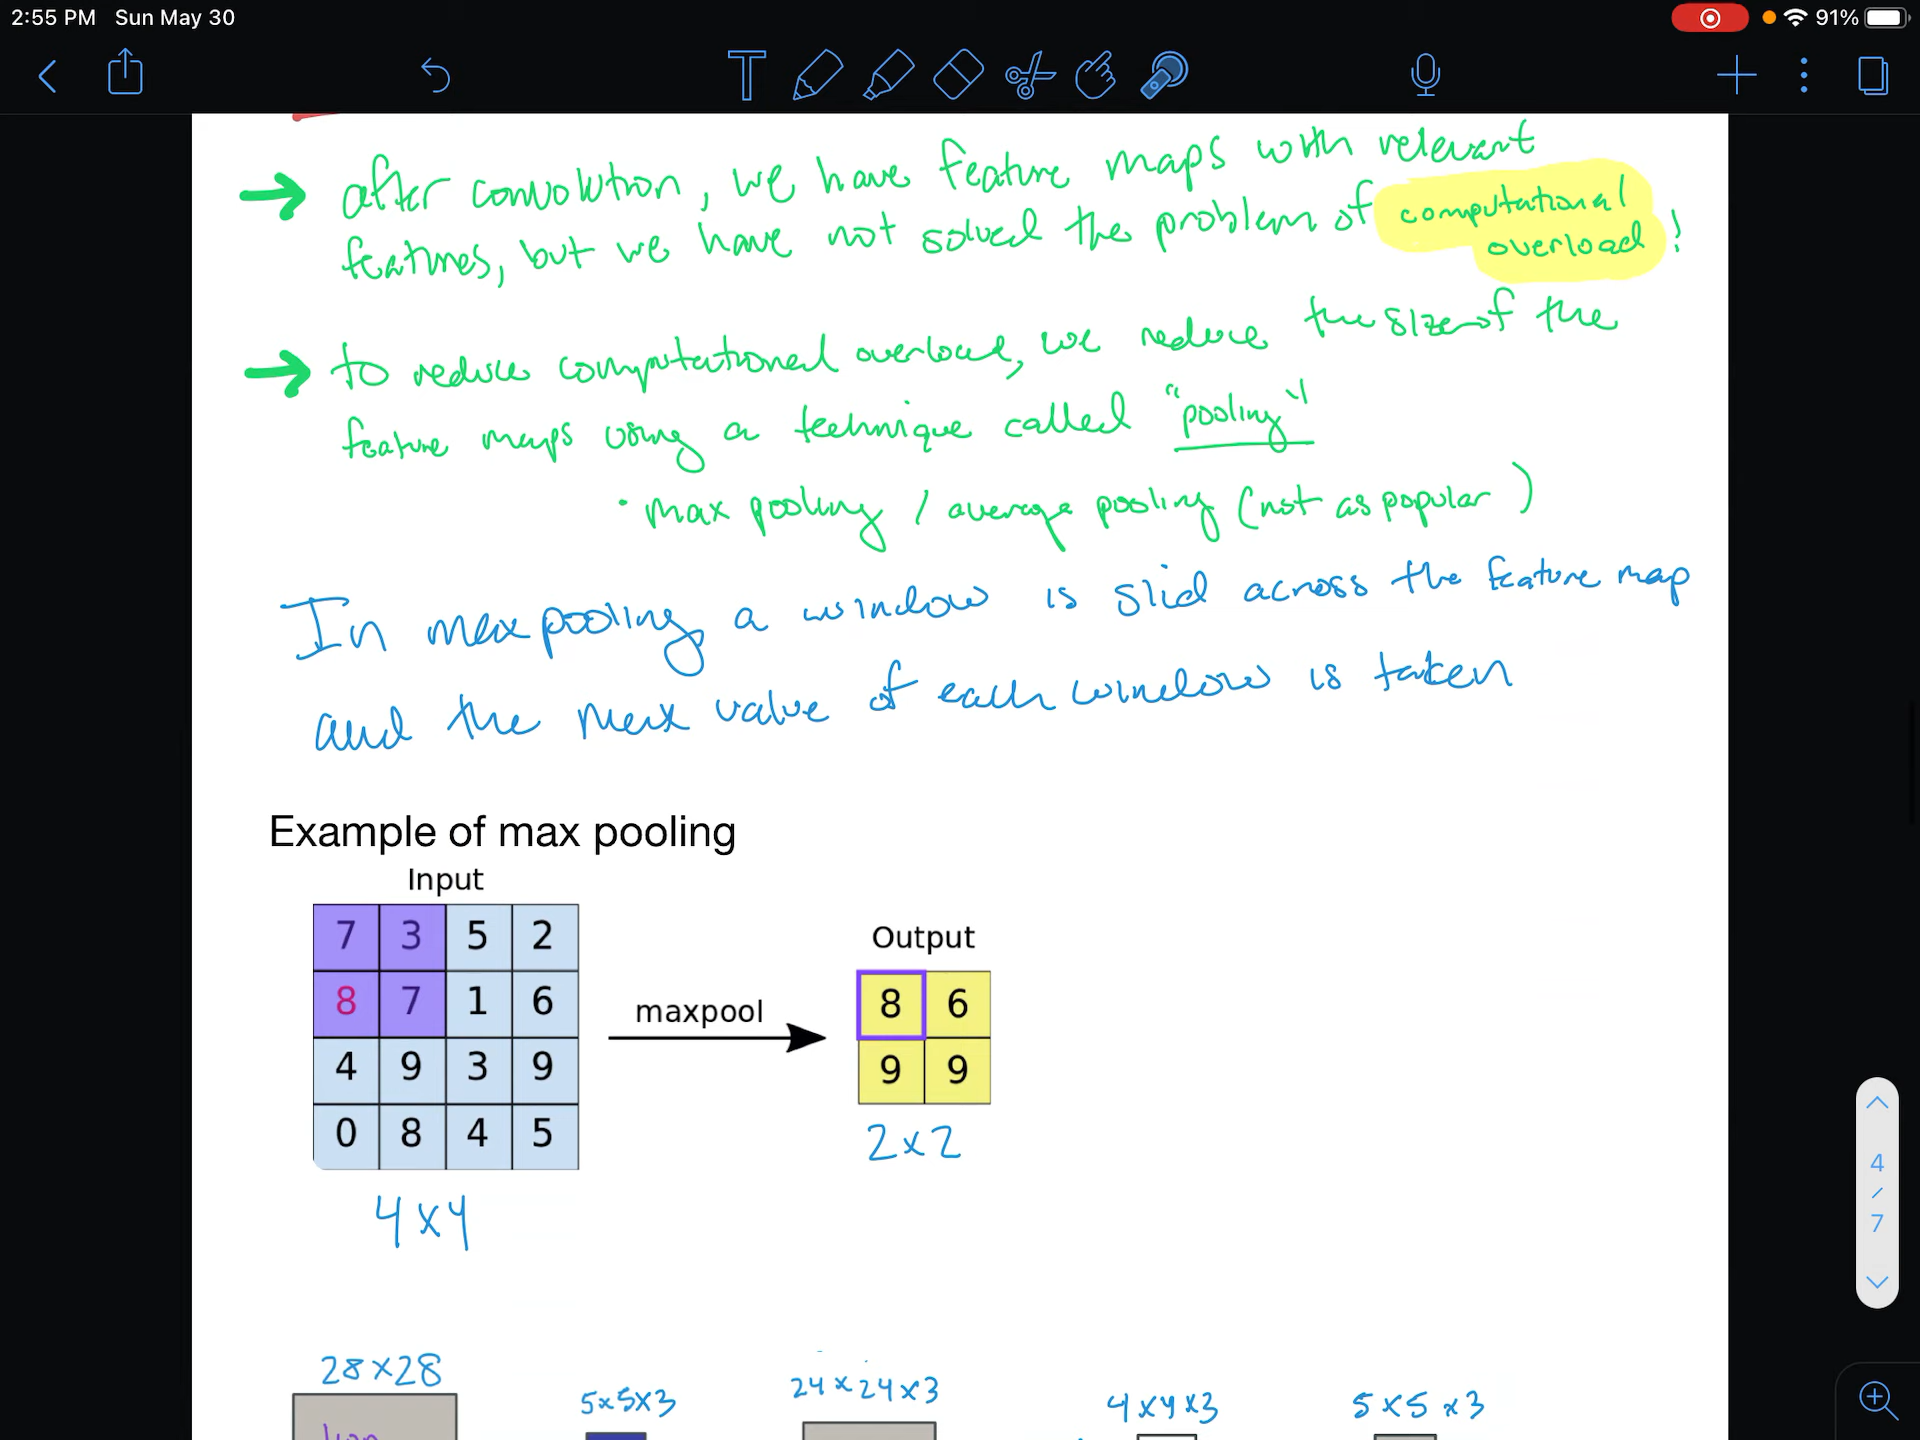 2:55 PM Sun May 30
91%
after convolution, we have feature maps with relevant
features, but we have not solved the problem of computational
overload!
to reduce computational overload, we reduce the size of the
feature maps using a technique called "pooling"
• max pooling / average pooling (not as popular)
In max pooling a window is slid across the feature map
and the max value of each window is taken
Example of max pooling
Input
7 3 5 2
8 7 1 6
4 9 3 9
0 8 4 5
4x4
maxpool
Output
8 6
9 9
2x2
28x28
5x5x3
24x24x3
4x4x3
5x5x3
4
/
7